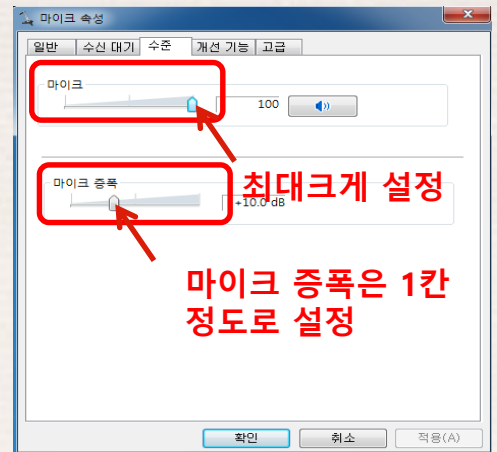 마이크 속성
일반 수신 대기 수준 개선 기능 고급
마이크
100
최대크게 설정
마이크 증폭
+10.0 dB
마이크 증폭은 1칸
정도로 설정
확인 취소 적용(A)